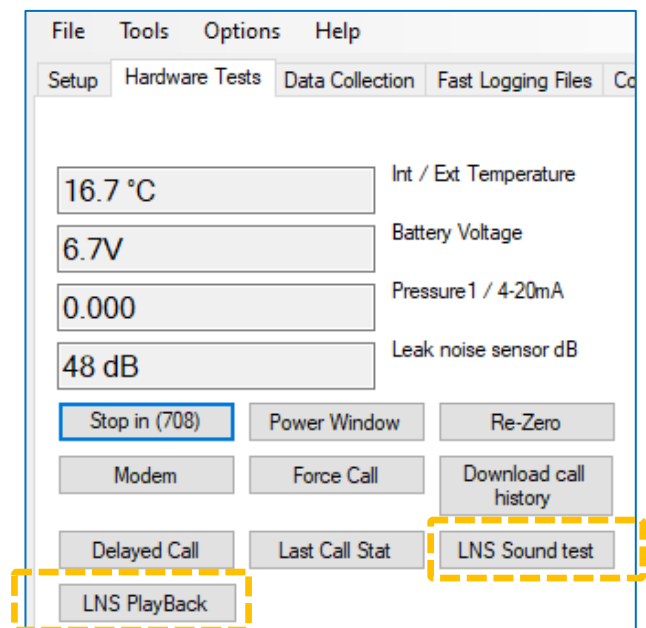 File Tools Options Help
Setup Hardware Tests Data Collection Fast Logging Files Co
16.7 °C Int / Ext Temperature
6.7V Battery Voltage
0.000 Pressure1 / 4-20mA
48 dB Leak noise sensor dB
Stop in (708) Power Window Re-Zero
Modem Force Call Download call
history
Delayed Call Last Call Stat LNS Sound test
LNS PlayBack